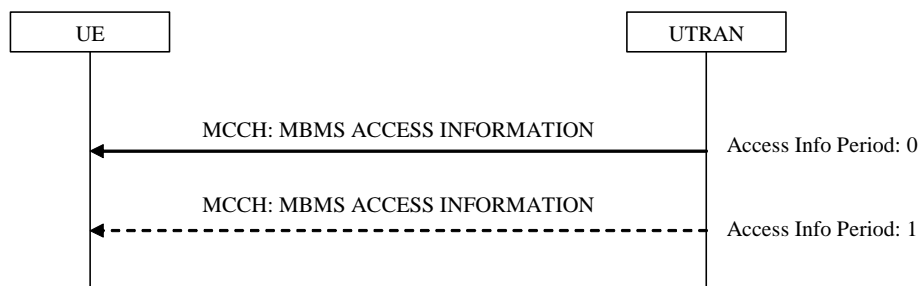 UE
UTRAN
MCCH: MBMS ACCESS INFORMATION
Access Info Period: 0
MCCH: MBMS ACCESS INFORMATION
Access Info Period: 1